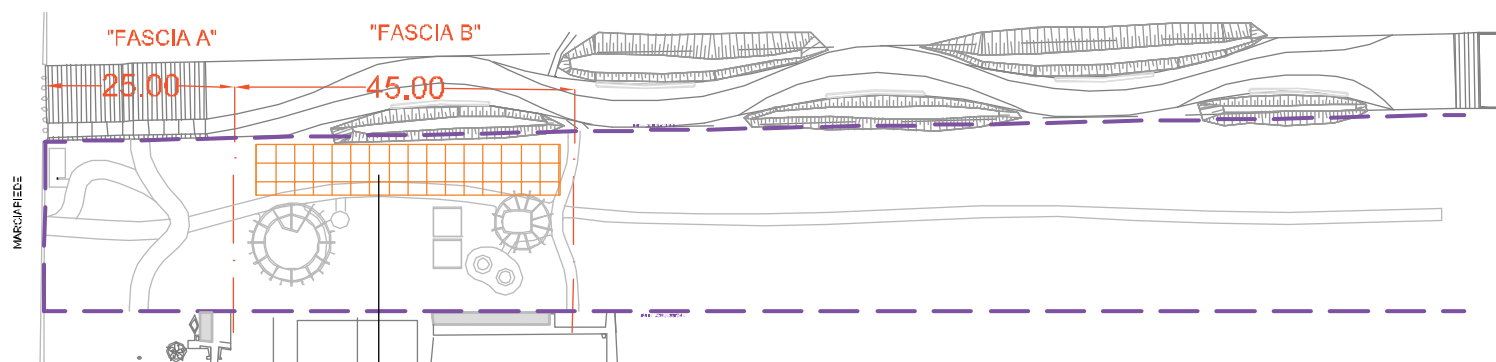 "FASCIA A"
"FASCIA B"
25.00
45.00
MARCIAPIEDE